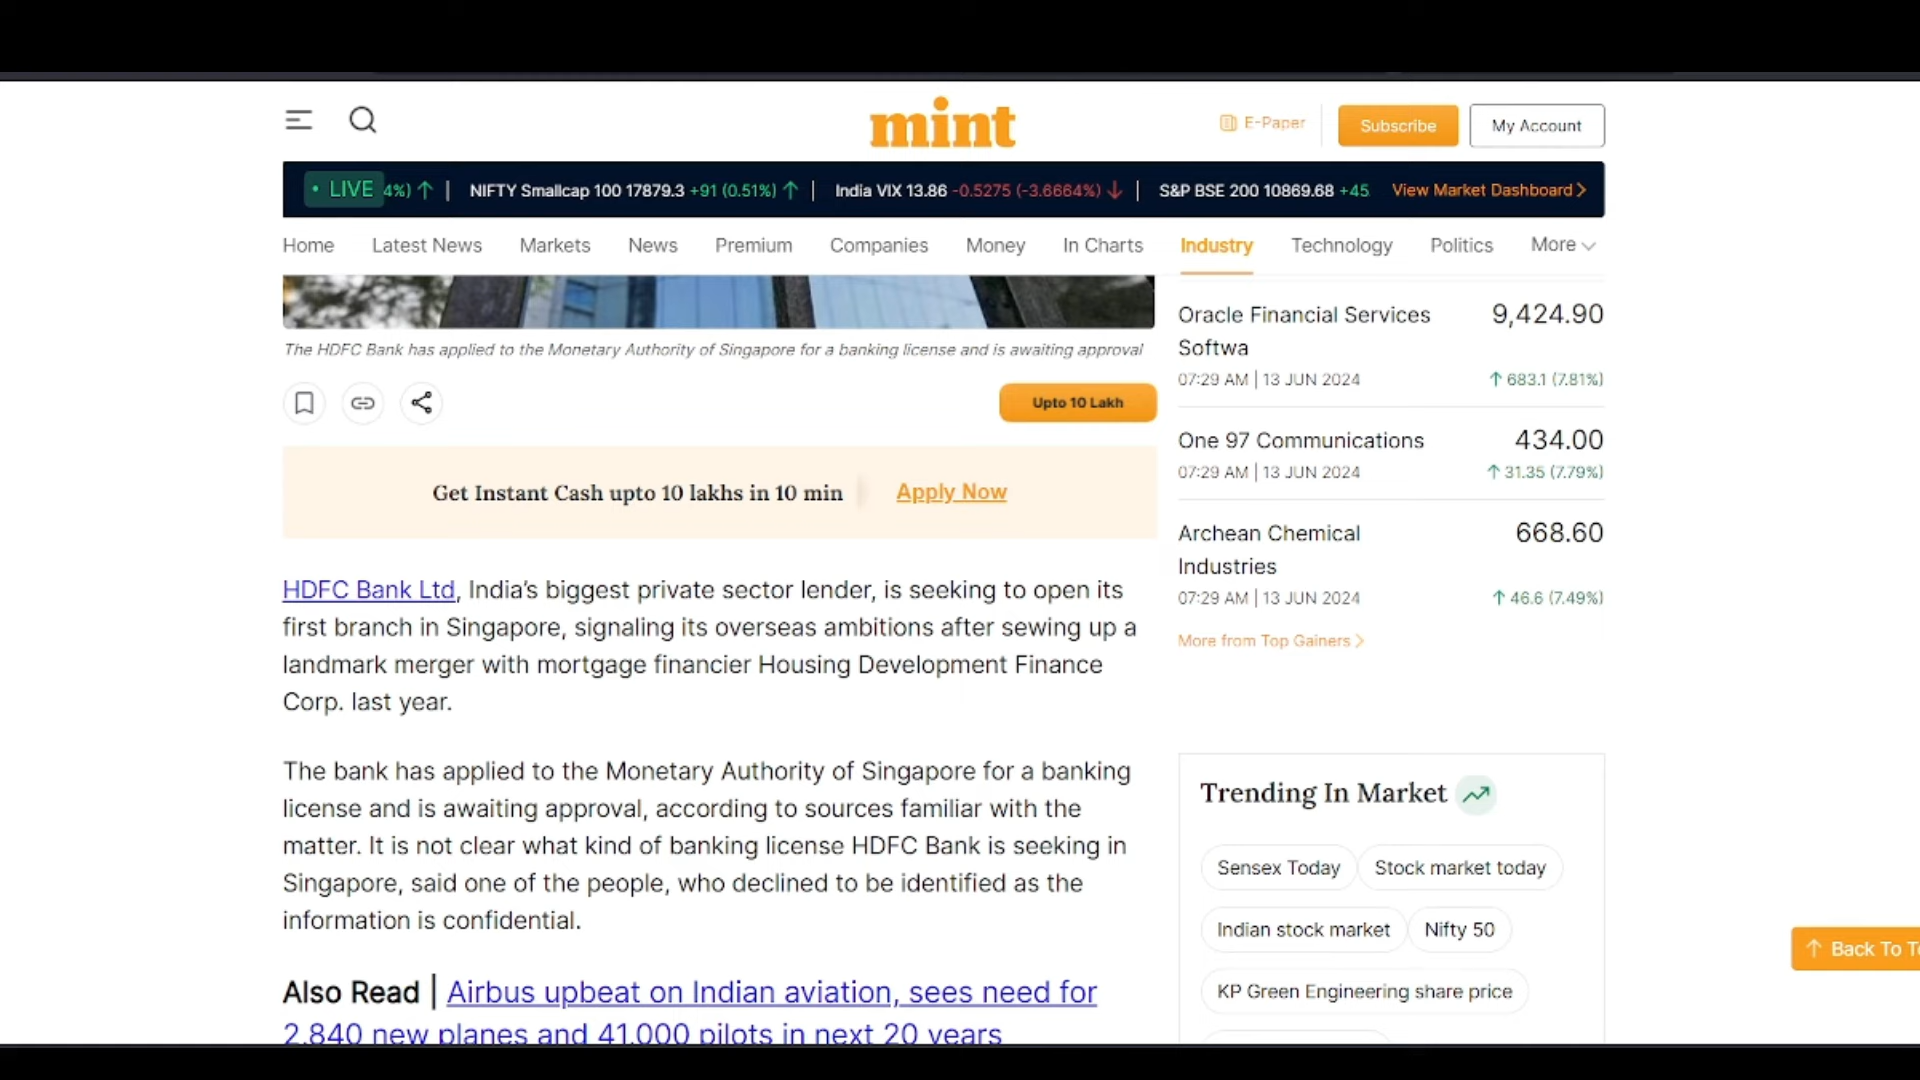 mint
E-Paper
Subscribe
My Account
• LIVE 4%) ↑ | NIFTY Smallcap 100 17879.3 +91 (0.51%) ↑ | India VIX 13.86 -0.5275 (-3.6664%) ↓ | S&P BSE 200 10869.68 +45 View Market Dashboard >
Home Latest News Markets News Premium Companies Money In Charts Industry Technology Politics More
The HDFC Bank has applied to the Monetary Authority of Singapore for a banking license and is awaiting approval
Upto 10 Lakh
Get Instant Cash upto 10 lakhs in 10 min Apply Now
HDFC Bank Ltd, India’s biggest private sector lender, is seeking to open its
first branch in Singapore, signaling its overseas ambitions after sewing up a
landmark merger with mortgage financier Housing Development Finance
Corp. last year.
The bank has applied to the Monetary Authority of Singapore for a banking
license and is awaiting approval, according to sources familiar with the
matter. It is not clear what kind of banking license HDFC Bank is seeking in
Singapore, said one of the people, who declined to be identified as the
information is confidential.
Also Read | Airbus upbeat on Indian aviation, sees need for
2,840 new planes and 41,000 pilots in next 20 years
Oracle Financial Services 9,424.90
Softwa
07:29 AM | 13 JUN 2024 ↑ 683.1 (7.81%)
One 97 Communications 434.00
07:29 AM | 13 JUN 2024 ↑ 31.35 (7.79%)
Archean Chemical 668.60
Industries
07:29 AM | 13 JUN 2024 ↑ 46.6 (7.49%)
More from Top Gainers >
Trending In Market
Sensex Today Stock market today
Indian stock market Nifty 50
KP Green Engineering share price
↑ Back To T